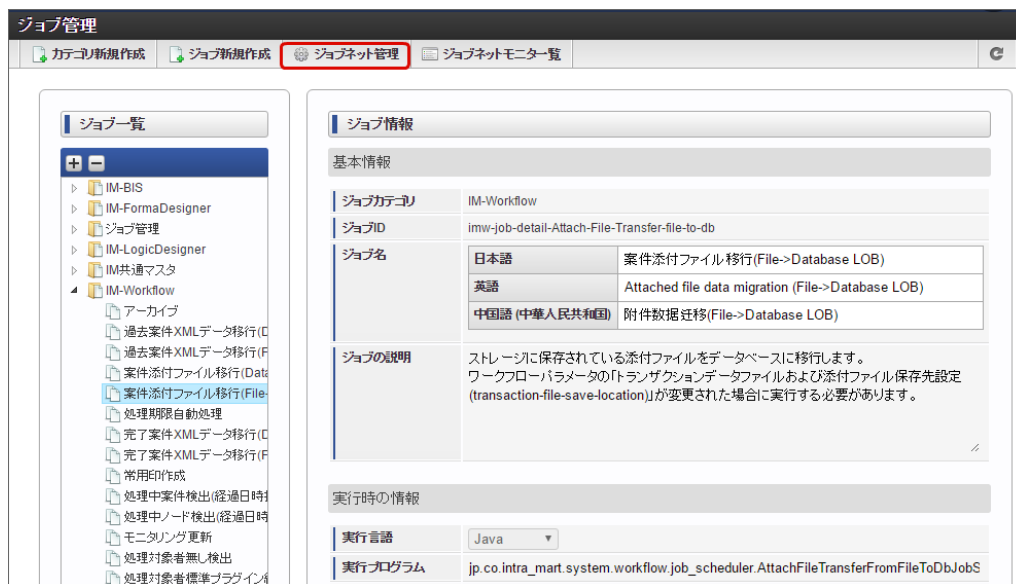 ジョブ管理
カテゴリ新規作成 ジョブ新規作成 ジョブネット管理 ジョブネットモニター覧
ジョブ一覧
IM-BIS
IM-FormaDesigner
ジョブ管理
IM-LogicDesigner
IM共通マスタ
IM-Workflow
アーカイブ
過去案件XMLデータ移行(D
過去案件XMLデータ移行(F
案件添付ファイル移行(Data
案件添付ファイル移行(File-
処理期限自動処理
完了案件XMLデータ移行(D
完了案件XMLデータ移行(F
常用印作成
処理中案件検出(経過日時
処理中ノード検出(経過日時
モニタリング更新
処理対象者無し検出
処理対象者標準プラグイン
ジョブ情報
基本情報
ジョブカテゴリ IM-Workflow
ジョブID imw-job-detail-Attach-File-Transfer-file-to-db
ジョブ名
日本語 案件添付ファイル移行(File->Database LOB)
英語 Attached file data migration (File->Database LOB)
中国語 (中華人民共和国) 附件数据迁移(File->Database LOB)
ジョブの説明 ストレージに保存されている添付ファイルをデータベースに移行します。
ワークフローパラメータの「トランザクションデータファイルおよび添付ファイル保存先設定
(transaction-file-save-location)」が変更された場合に実行する必要があります。
実行時の情報
実行言語 Java
実行プログラム jp.co.intra_mart.system.workflow.job_scheduler.AttachFileTransferFromFileToDbJobS